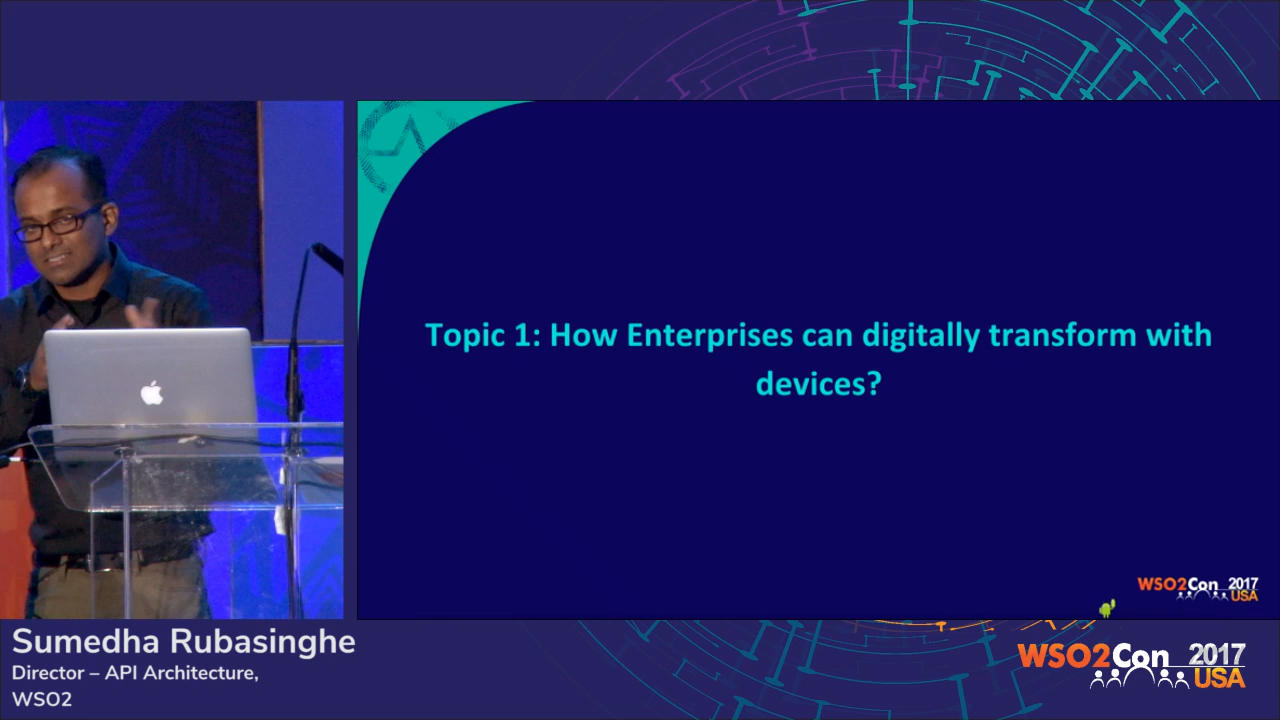 Topic 1: How Enterprises can digitally transform with
devices?
WSO2Con 2017
USA
Sumedha Rubasinghe
Director – API Architecture,
WSO2
WSO2Con 2017
USA